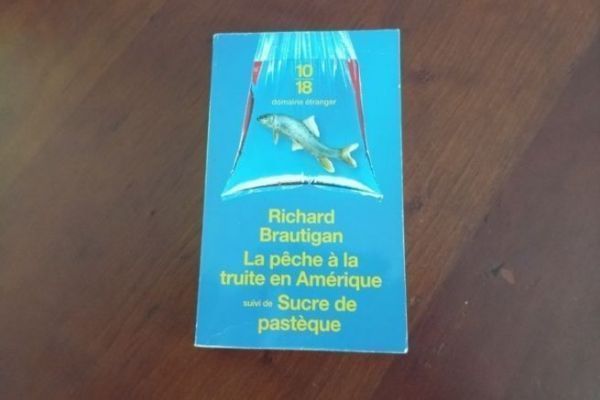 10
18
domaine étranger
Richard
Brautigan
La pêche à la
truite en Amérique
suivi de Sucre de
pastèque